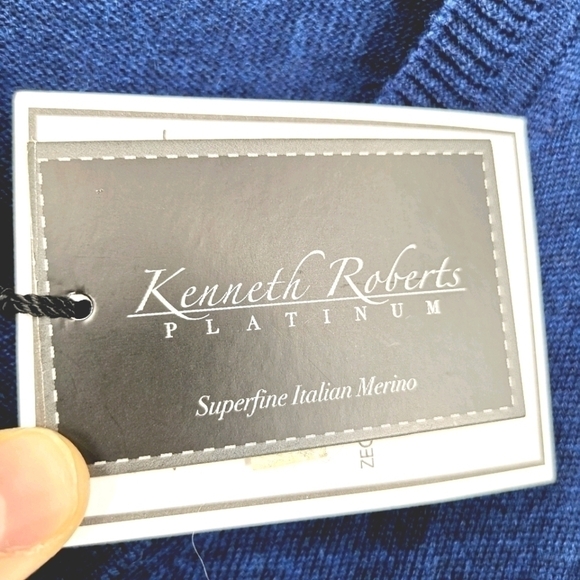 Kenneth Roberts
PLATINUM
Superfine Italian Merino